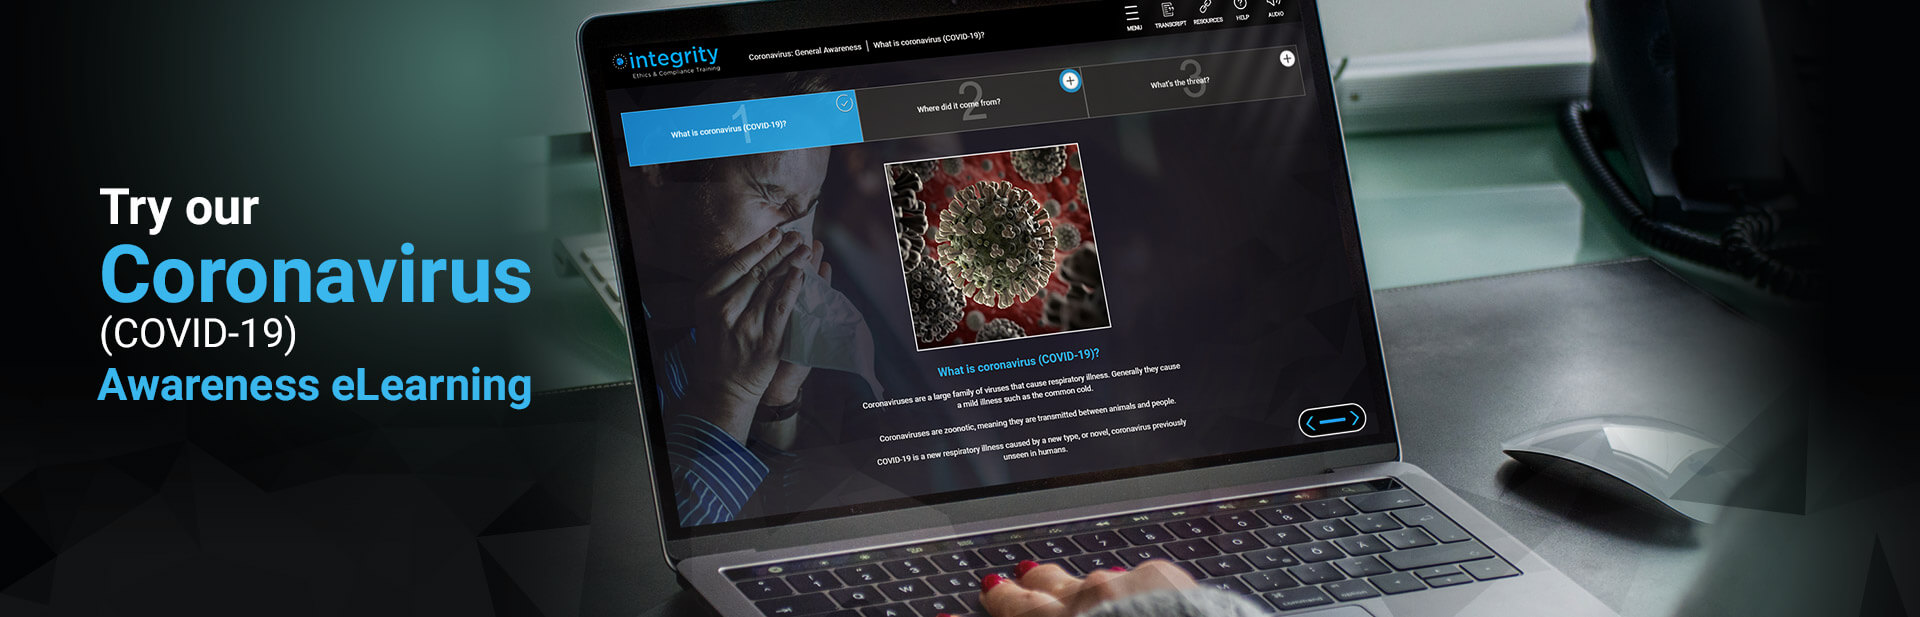 Try our
Coronavirus
(COVID-19)
Awareness eLearning
integrity
Ethics & Compliance Training
Coronavirus: General Awareness | What is coronavirus (COVID-19)?
MENU
TRANSCRIPT
RESOURCES
HELP
AUDIO
1
What is coronavirus (COVID-19)?
2
Where did it come from?
3
What's the threat?
What is coronavirus (COVID-19)?
Coronaviruses are a large family of viruses that cause respiratory illness. Generally they cause
a mild illness such as the common cold.
Coronaviruses are zoonotic, meaning they are transmitted between animals and people.
COVID-19 is a new respiratory illness caused by a new type, or novel, coronavirus previously
unseen in humans.
command
option